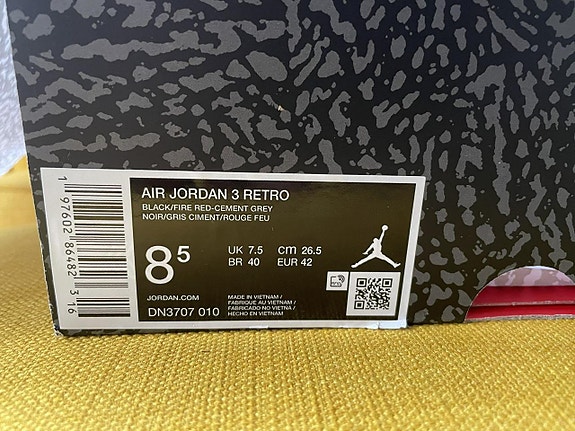 AIR JORDAN 3 RETRO
BLACK/FIRE RED-CEMENT GREY
NOIR/GRIS CIMENT/ROUGE FEU
8⁵
UK 7.5 cm 26.5
BR 40 EUR 42
JORDAN.COM
DN3707 010
MADE IN VIETNAM /
FABRIQUE AU VIETNAM /
FABRICADO NO VIETNA /
HECHO EN VIETNAM
1 97602 86482 3 16